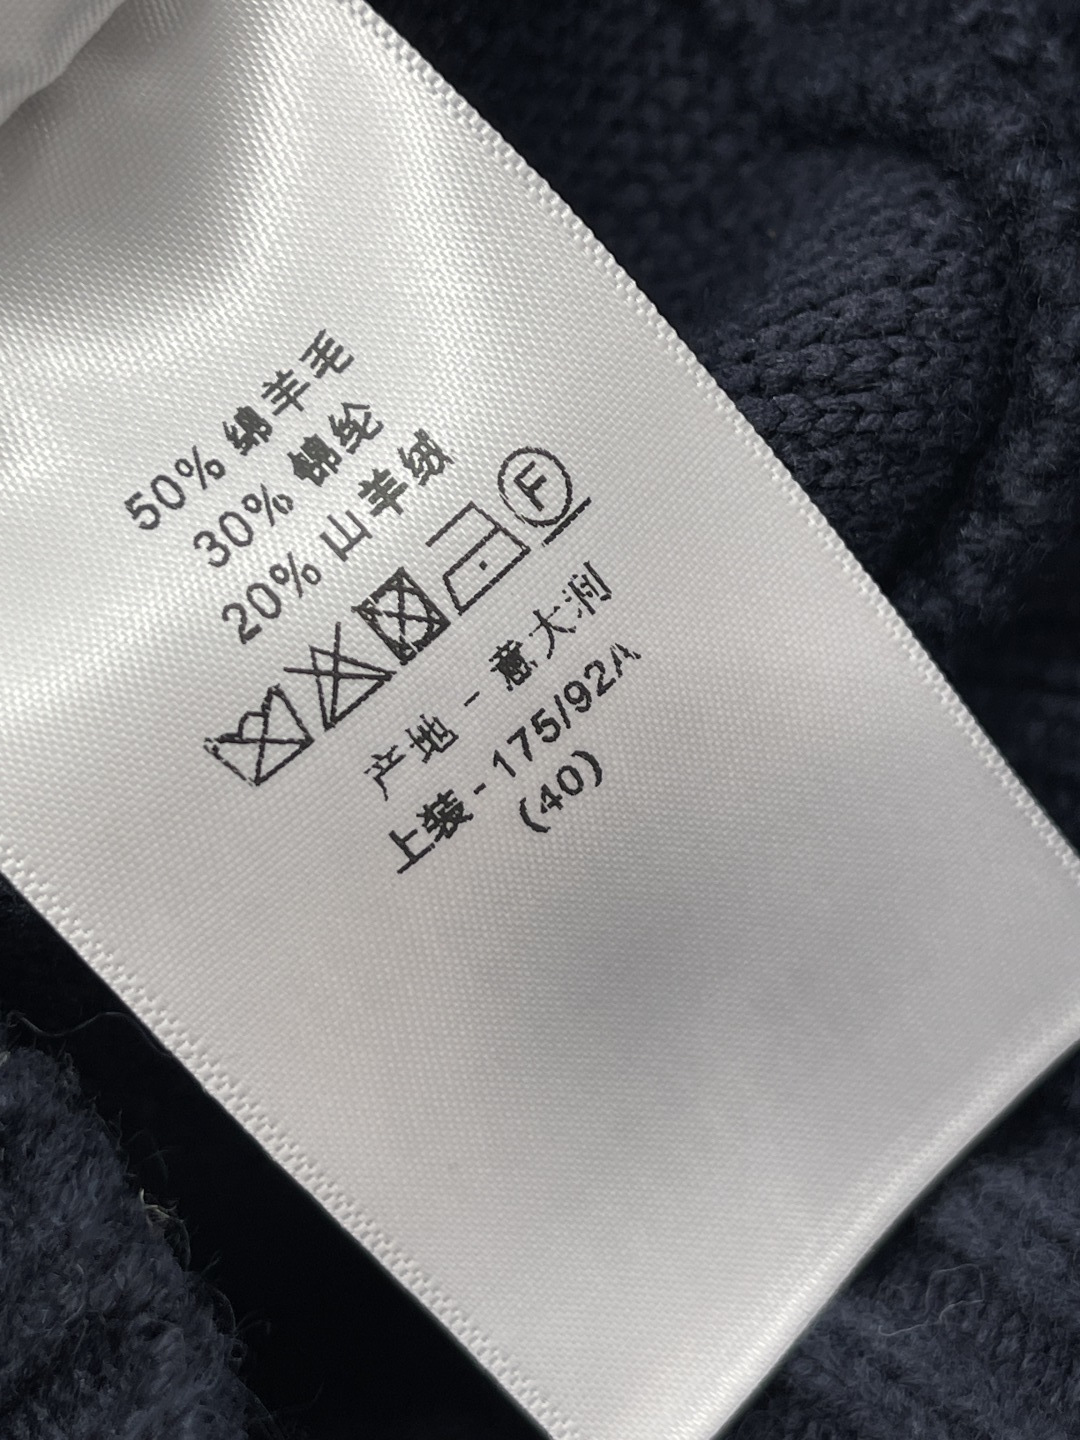 50% 绵羊毛
30% 锦纶
20% 山羊绒
F
产地 - 意大利
上装 - 175/92A
(40)